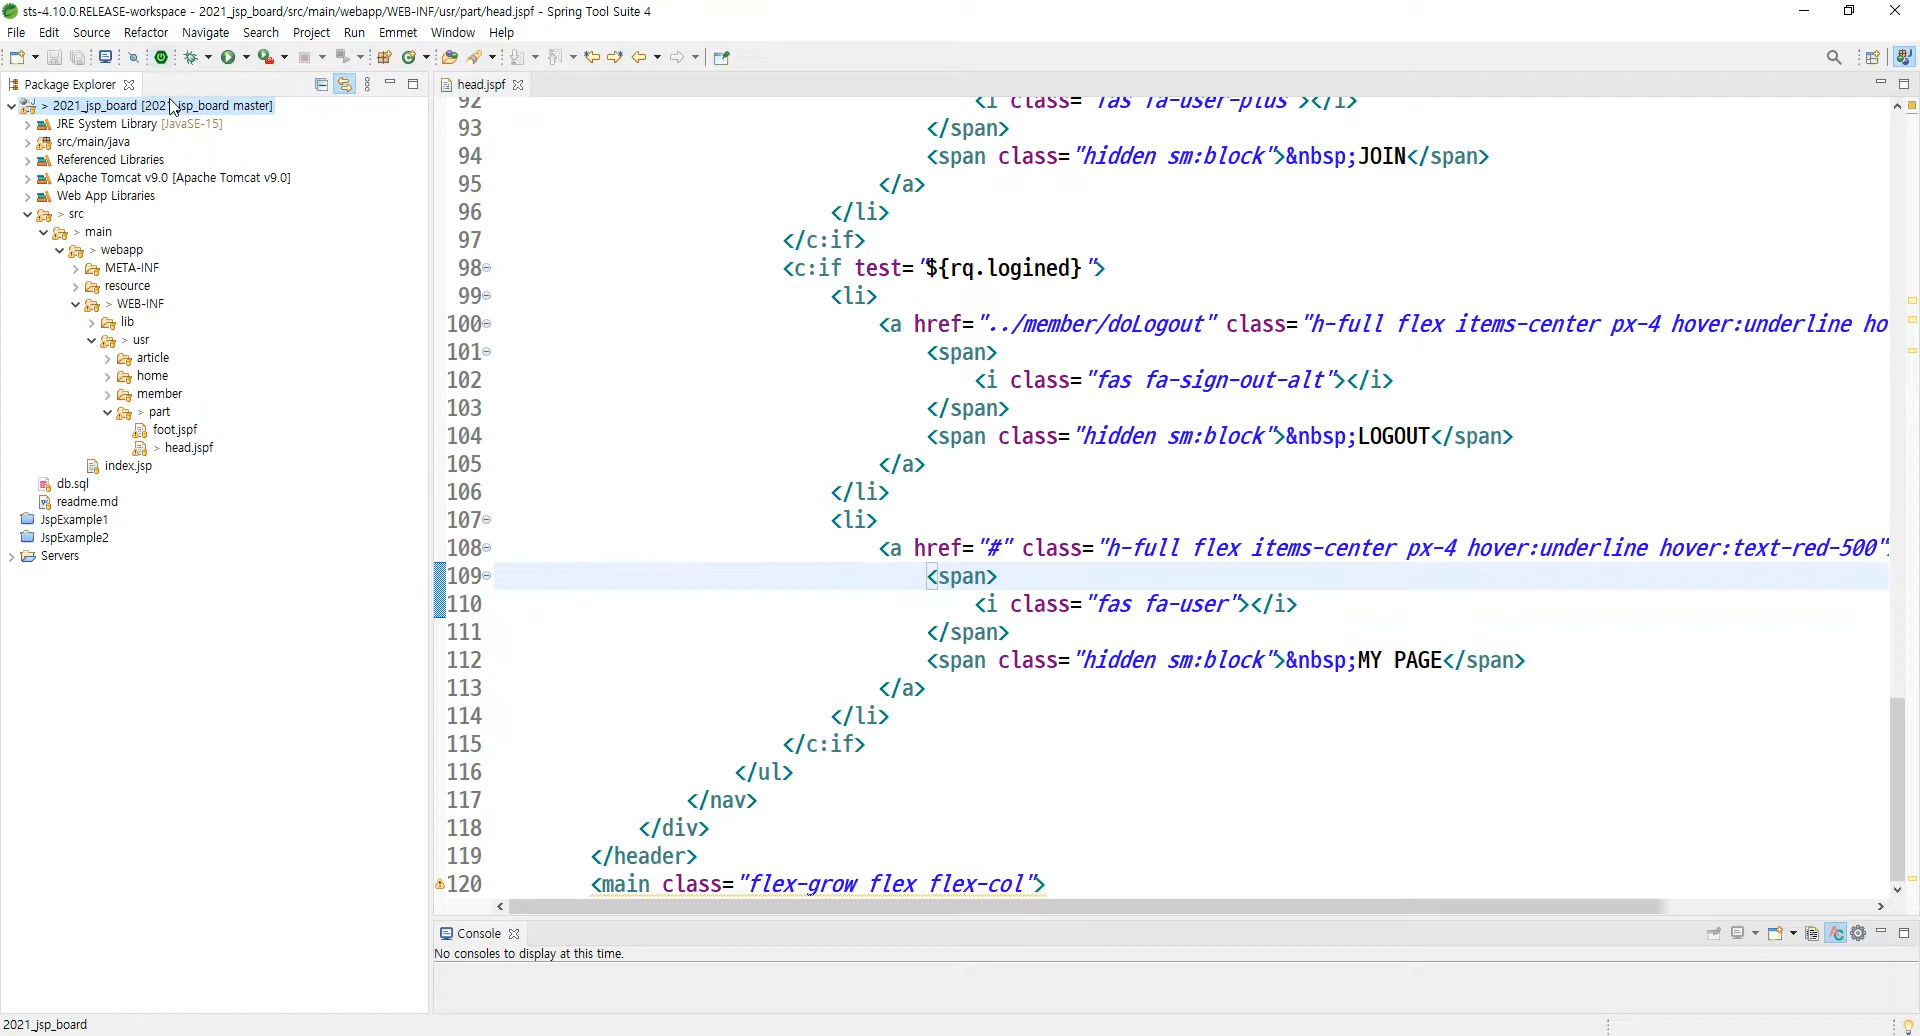 sts-4.10.0.RELEASE-workspace - 2021_jsp_board/src/main/webapp/WEB-INF/usr/part/head.jspf - Spring Tool Suite 4
File Edit Source Refactor Navigate Search Project Run Emmet Window Help
Package Explorer
> 2021_jsp_board [2021_jsp_board master]
JRE System Library [JavaSE-15]
src/main/java
Referenced Libraries
Apache Tomcat v9.0 [Apache Tomcat v9.0]
Web App Libraries
> src
> main
> webapp
META-INF
resource
> WEB-INF
lib
> usr
article
home
member
> part
foot.jspf
> head.jspf
index.jsp
db.sql
readme.md
JspExample1
JspExample2
Servers
head.jspf
92 <i class="fas fa-user-plus"></i>
93 </span>
94 <span class="hidden sm:block">&nbsp;JOIN</span>
95 </a>
96 </li>
97 </c:if>
98 <c:if test="${rq.logined}">
99 <li>
100 <a href="../member/doLogout" class="h-full flex items-center px-4 hover:underline ho
101 <span>
102 <i class="fas fa-sign-out-alt"></i>
103 </span>
104 <span class="hidden sm:block">&nbsp;LOGOUT</span>
105 </a>
106 </li>
107 <li>
108 <a href="#" class="h-full flex items-center px-4 hover:underline hover:text-red-500"
109 <span>
110 <i class="fas fa-user"></i>
111 </span>
112 <span class="hidden sm:block">&nbsp;MY PAGE</span>
113 </a>
114 </li>
115 </c:if>
116 </ul>
117 </nav>
118 </div>
119 </header>
120 <main class="flex-grow flex flex-col">
Console
No consoles to display at this time.
2021_jsp_board